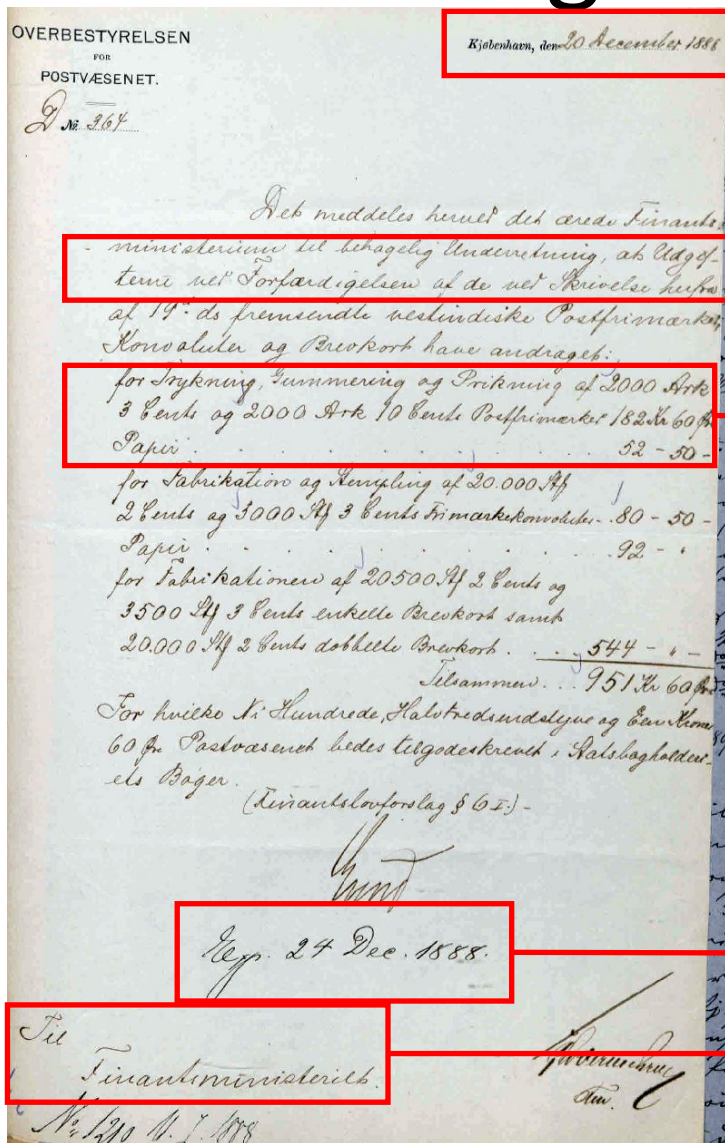 OVERBESTYRELSEN
FOR
POSTVÆSENET.
D № 364
Kjøbenhavn, den 20 December 1888
Det meddeles herved det ærede Finants-
ministerium til behagelig Underretning, at Udgif-
terne ved Forfærdigelsen af de ved Skrivelse herfra
af 19de ds fremsendte vestindiske Postfrimærker,
Konvoluter og Brevkort have andraget:
for Trykning, Gummering og Prikning af 2000 Ark
3 Cents og 2000 Ark 10 Cents Postfrimærker 182 Kr 60 Øre
Papir . . . . . . . 52 - 50 -
for Fabrikation og Stempling af 20.000 Stk
2 Cents og 3000 Stk 3 Cents Frimærkekonvoluter - . 80 - 50 -
Papir . . . . . . . 92 - "
for Fabrikationen af 20500 Stk 2 Cents og
3500 Stk 3 Cents enkelte Brevkort samt
20.000 Stk 2 Cents dobbelte Brevkort . . . . 544 - " -
Tilsammen . . . 951 Kr 60 Øre
For hvilke Ni Hundrede, Halvtredsindstyve og Een Kroner
60 Øre Postvæsenet bedes tilgodeskrevet i Statsbogholderi-
ets Bøger.
(Finantslovforslag § 6 I.) -
Lund
Exp. 24 Dec. 1888.
Til
Finantsministeriet.
No 1210 1888